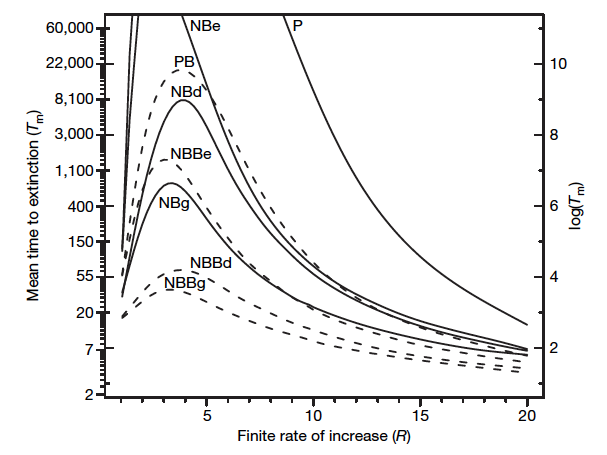 60,000
22,000
8,100
3,000
1,100
400
150
55
20
7
2
Mean time to extinction (Tm)
NBe
P
PB
NBd
NBBe
NBg
NBBd
NBBg
10
8
6
4
2
log(Tm)
5
10
15
20
Finite rate of increase (R)